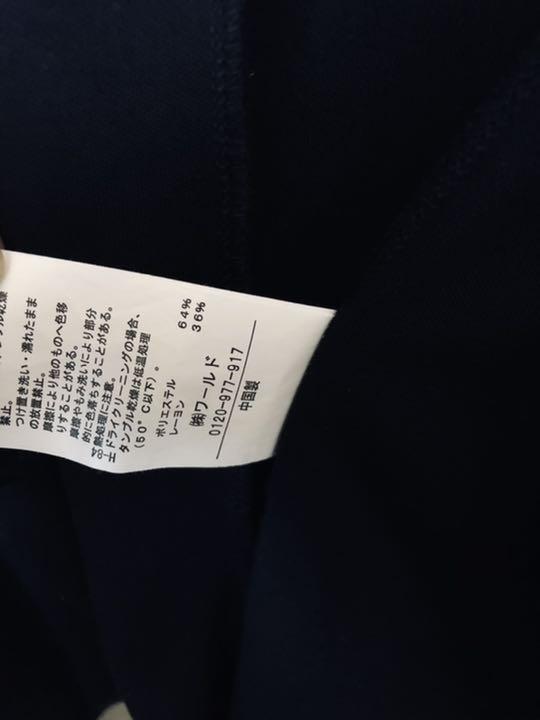 禁止。
つけ置き洗い・濡れたまま
の放置禁止。
摩擦により他のものへ色移
りすることがある。
摩擦やもみ洗いにより部分
的に色落ちすることがある。
熱処理に注意。
ドライクリーニングの場合、
タンブル乾燥は低温処理
(50°C以下)。
ポリエステル 64%
レーヨン 36%
㈱ワールド
0120-977-917
中国製